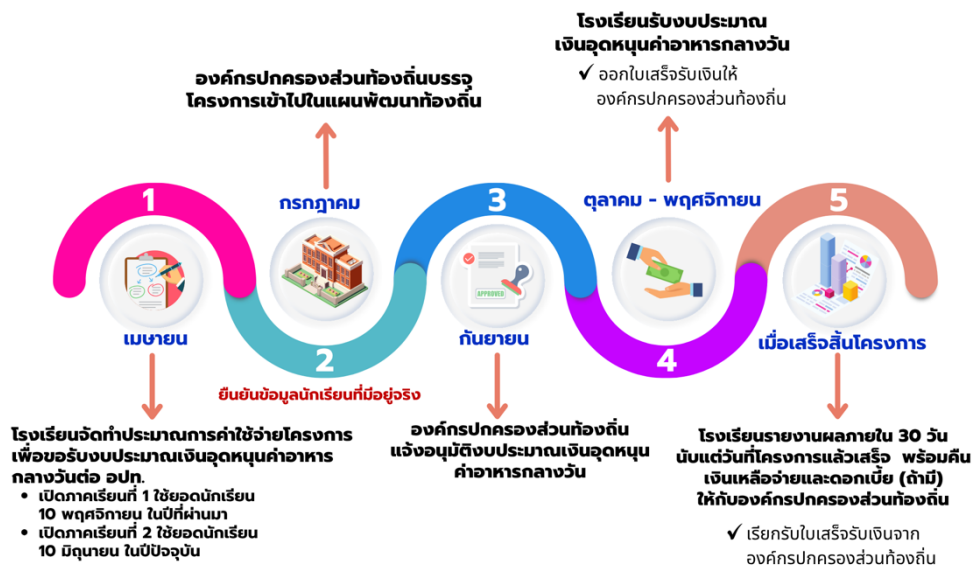 โรงเรียนรับงบประมาณ
เงินอุดหนุนค่าอาหารกลางวัน
✓ ออกใบเสร็จรับเงินให้
องค์กรปกครองส่วนท้องถิ่น
องค์กรปกครองส่วนท้องถิ่นบรรจุ
โครงการเข้าไปในแผนพัฒนาท้องถิ่น
1
กรกฎาคม
3
ตุลาคม - พฤศจิกายน
5
APPROVED
เมษายน
2
กันยายน
4
เมื่อเสร็จสิ้นโครงการ
ยืนยันข้อมูลนักเรียนที่มีอยู่จริง
โรงเรียนจัดทำประมาณการค่าใช้จ่ายโครงการ
เพื่อขอรับงบประมาณเงินอุดหนุนค่าอาหาร
กลางวันต่อ อปท.
• เปิดภาคเรียนที่ 1 ใช้ยอดนักเรียน
10 พฤศจิกายน ในปีที่ผ่านมา
• เปิดภาคเรียนที่ 2 ใช้ยอดนักเรียน
10 มิถุนายน ในปีปัจจุบัน
องค์กรปกครองส่วนท้องถิ่น
แจ้งอนุมัติงบประมาณเงินอุดหนุน
ค่าอาหารกลางวัน
โรงเรียนรายงานผลภายใน 30 วัน
นับแต่วันที่โครงการแล้วเสร็จ พร้อมคืน
เงินเหลือจ่ายและดอกเบี้ย (ถ้ามี)
ให้กับองค์กรปกครองส่วนท้องถิ่น
✓ เรียกรับใบเสร็จรับเงินจาก
องค์กรปกครองส่วนท้องถิ่น